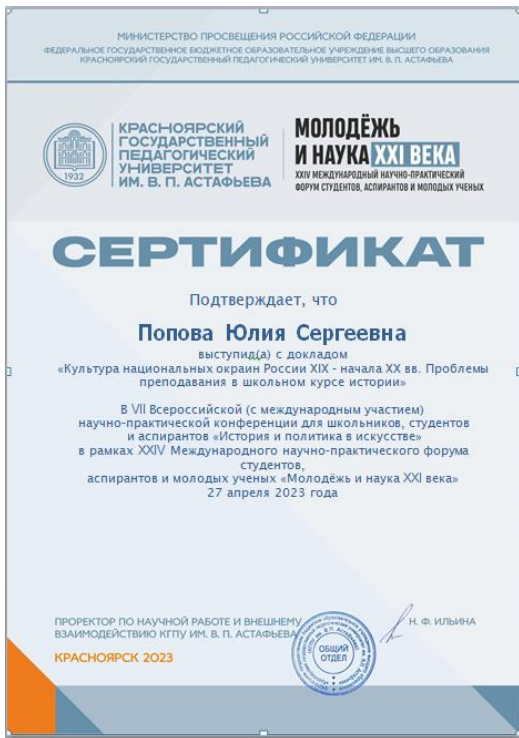 МИНИСТЕРСТВО ПРОСВЕЩЕНИЯ РОССИЙСКОЙ ФЕДЕРАЦИИ
ФЕДЕРАЛЬНОЕ ГОСУДАРСТВЕННОЕ БЮДЖЕТНОЕ ОБРАЗОВАТЕЛЬНОЕ УЧРЕЖДЕНИЕ ВЫСШЕГО ОБРАЗОВАНИЯ
КРАСНОЯРСКИЙ ГОСУДАРСТВЕННЫЙ ПЕДАГОГИЧЕСКИЙ УНИВЕРСИТЕТ ИМ. В. П. АСТАФЬЕВА
1932
КРАСНОЯРСКИЙ
ГОСУДАРСТВЕННЫЙ
ПЕДАГОГИЧЕСКИЙ
УНИВЕРСИТЕТ
ИМ. В. П. АСТАФЬЕВА
МОЛОДЁЖЬ
И НАУКА XXI ВЕКА
XXIV МЕЖДУНАРОДНЫЙ НАУЧНО-ПРАКТИЧЕСКИЙ
ФОРУМ СТУДЕНТОВ, АСПИРАНТОВ И МОЛОДЫХ УЧЕНЫХ
СЕРТИФИКАТ
Подтверждает, что
Попова Юлия Сергеевна
выступил(а) с докладом
«Культура национальных окраин России XIX - начала XX вв. Проблемы
преподавания в школьном курсе истории»
В VII Всероссийской (с международным участием)
научно-практической конференции для школьников, студентов
и аспирантов «История и политика в искусстве»
в рамках XXIV Международного научно-практического форума
студентов,
аспирантов и молодых ученых «Молодёжь и наука XXI века»
27 апреля 2023 года
ПРОРЕКТОР ПО НАУЧНОЙ РАБОТЕ И ВНЕШНЕМУ
ВЗАИМОДЕЙСТВИЮ КГПУ ИМ. В. П. АСТАФЬЕВА
Н. Ф. ИЛЬИНА
ОБЩИЙ
ОТДЕЛ
КРАСНОЯРСК 2023